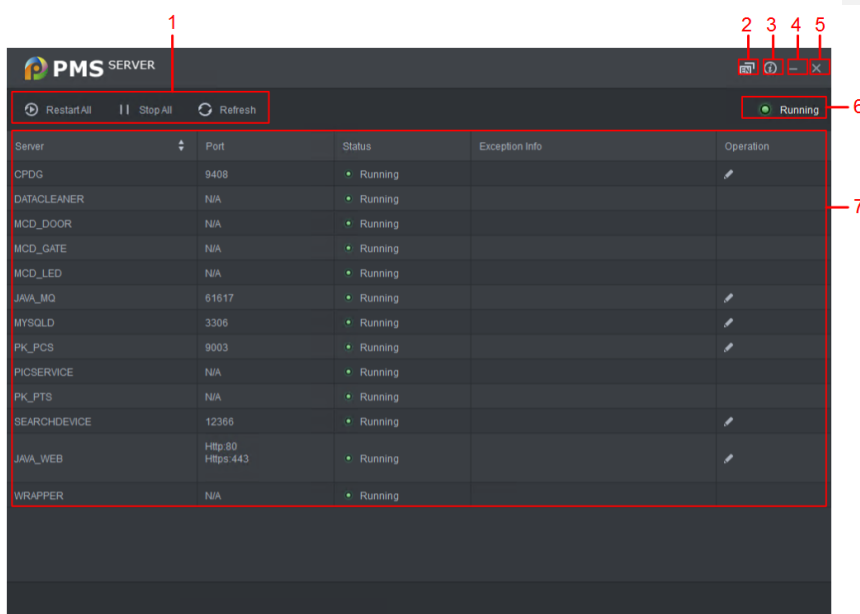 1
2 3 4 5
PMS SERVER
Restart All Stop All Refresh
Running
6
Server Port Status Exception Info Operation
CPDG 9408 Running
DATACLEANER N/A Running
7
MCD_DOOR N/A Running
MCD_GATE N/A Running
MCD_LED N/A Running
JAVA_MQ 61617 Running
MYSQLD 3306 Running
PK_PCS 9003 Running
PICSERVICE N/A Running
PK_PTS N/A Running
SEARCHDEVICE 12366 Running
JAVA_WEB Http:80
Https:443 Running
WRAPPER N/A Running